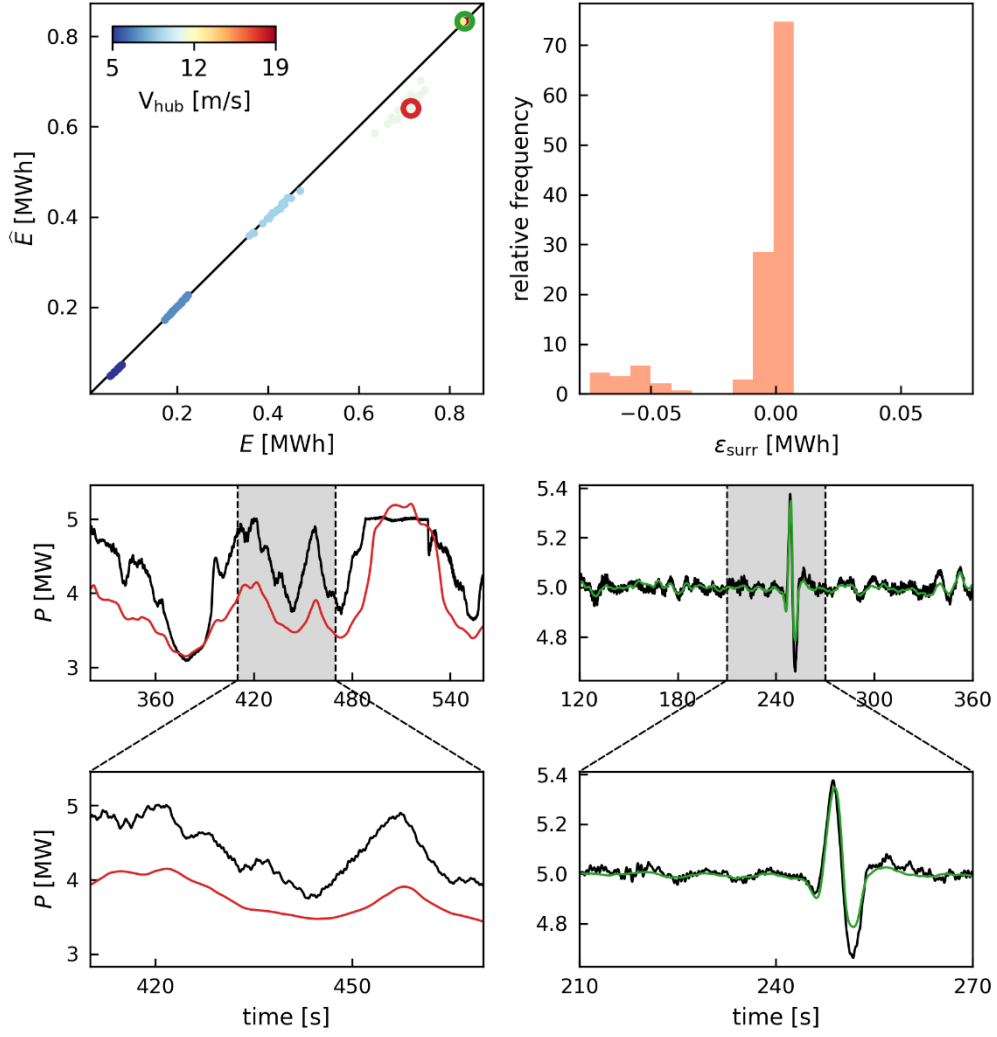 0.8
0.6
0.4
0.2
0.2 0.4 0.6 0.8
Ê [MWh]
E [MWh]
5 12 19
V_hub [m/s]
70
60
50
40
30
20
10
0
−0.05 0.00 0.05
relative frequency
ε_surr [MWh]
5
4
3
P [MW]
360 420 480 540
5.4
5.2
5.0
4.8
120 180 240 300 360
5
4
3
P [MW]
420 450
time [s]
5.4
5.2
5.0
4.8
210 240 270
time [s]